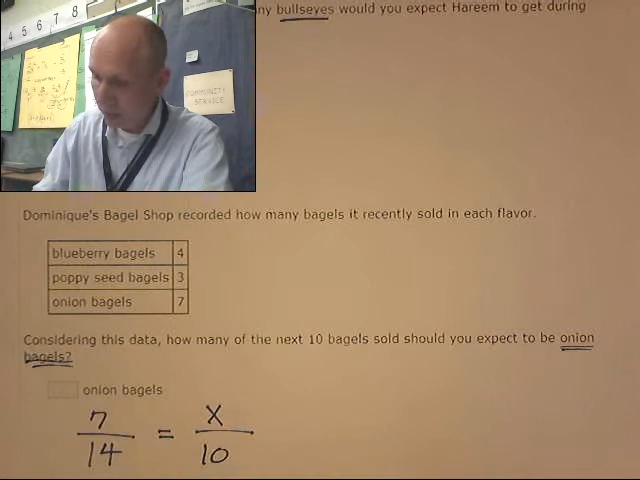 ny bullseyes would you expect Hareem to get during
4 5 6 7 8
COMMUNITY
SERVICE
Dominique's Bagel Shop recorded how many bagels it recently sold in each flavor.
blueberry bagels 4
poppy seed bagels 3
onion bagels 7
Considering this data, how many of the next 10 bagels sold should you expect to be onion
bagels?
onion bagels
7/14 = X/10